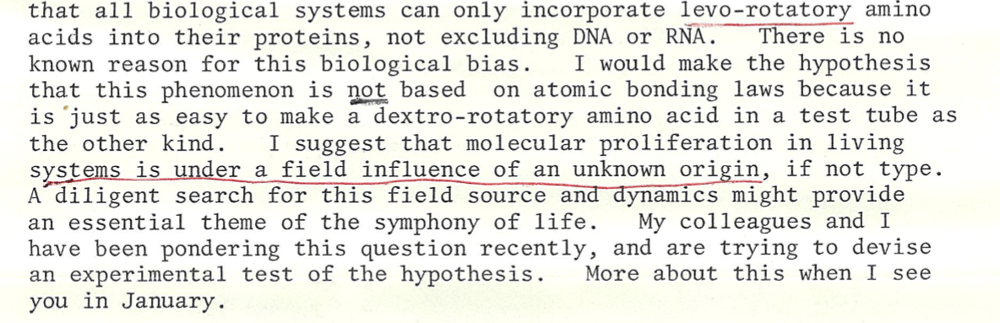 that all biological systems can only incorporate levo-rotatory amino
acids into their proteins, not excluding DNA or RNA.   There is no
known reason for this biological bias.   I would make the hypothesis
that this phenomenon is not based  on atomic bonding laws because it
is just as easy to make a dextro-rotatory amino acid in a test tube as
the other kind.   I suggest that molecular proliferation in living
systems is under a field influence of an unknown origin, if not type.
A diligent search for this field source and dynamics might provide
an essential theme of the symphony of life.   My colleagues and I
have been pondering this question recently, and are trying to devise
an experimental test of the hypothesis.   More about this when I see
you in January.